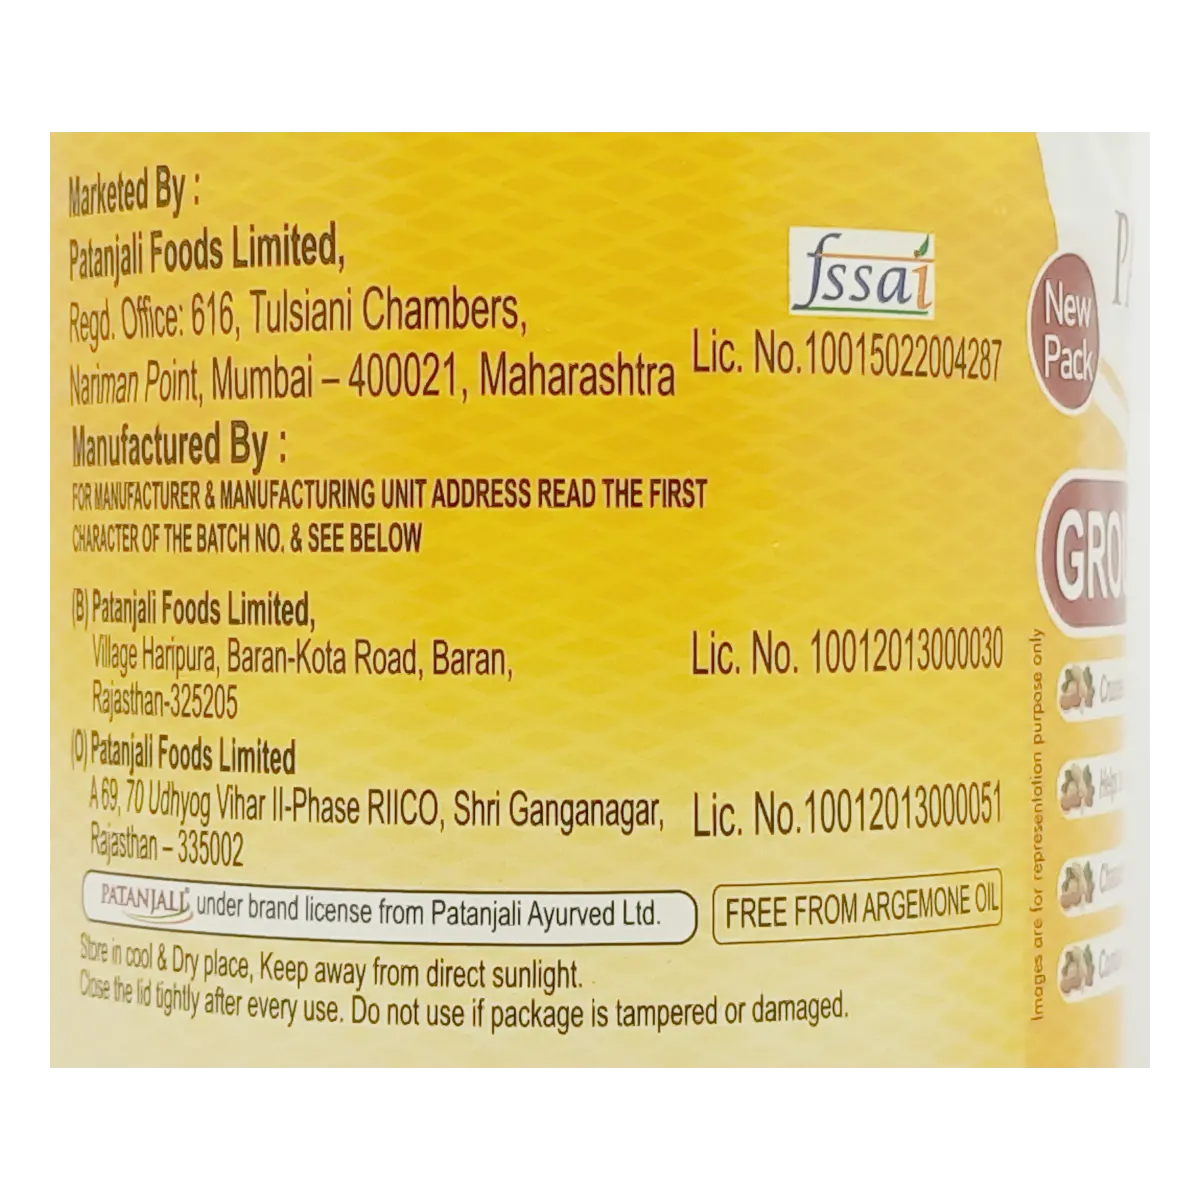 Marketed By :
Patanjali Foods Limited,
Regd. Office: 616, Tulsiani Chambers,
Nariman Point, Mumbai – 400021, Maharashtra
fssai
Lic. No.10015022004287
Manufactured By :
FOR MANUFACTURER & MANUFACTURING UNIT ADDRESS READ THE FIRST
CHARACTER OF THE BATCH NO. & SEE BELOW
(B) Patanjali Foods Limited,
Village Haripura, Baran-Kota Road, Baran,
Rajasthan-325205
Lic. No. 10012013000030
(O) Patanjali Foods Limited
A 69, 70 Udhyog Vihar II-Phase RIICO, Shri Ganganagar,
Rajasthan – 335002
Lic. No.10012013000051
PATANJALI® under brand license from Patanjali Ayurved Ltd.
FREE FROM ARGEMONE OIL
Store in cool & Dry place, Keep away from direct sunlight.
Close the lid tightly after every use. Do not use if package is tampered or damaged.
New
Pack
Images are for represention purpose only